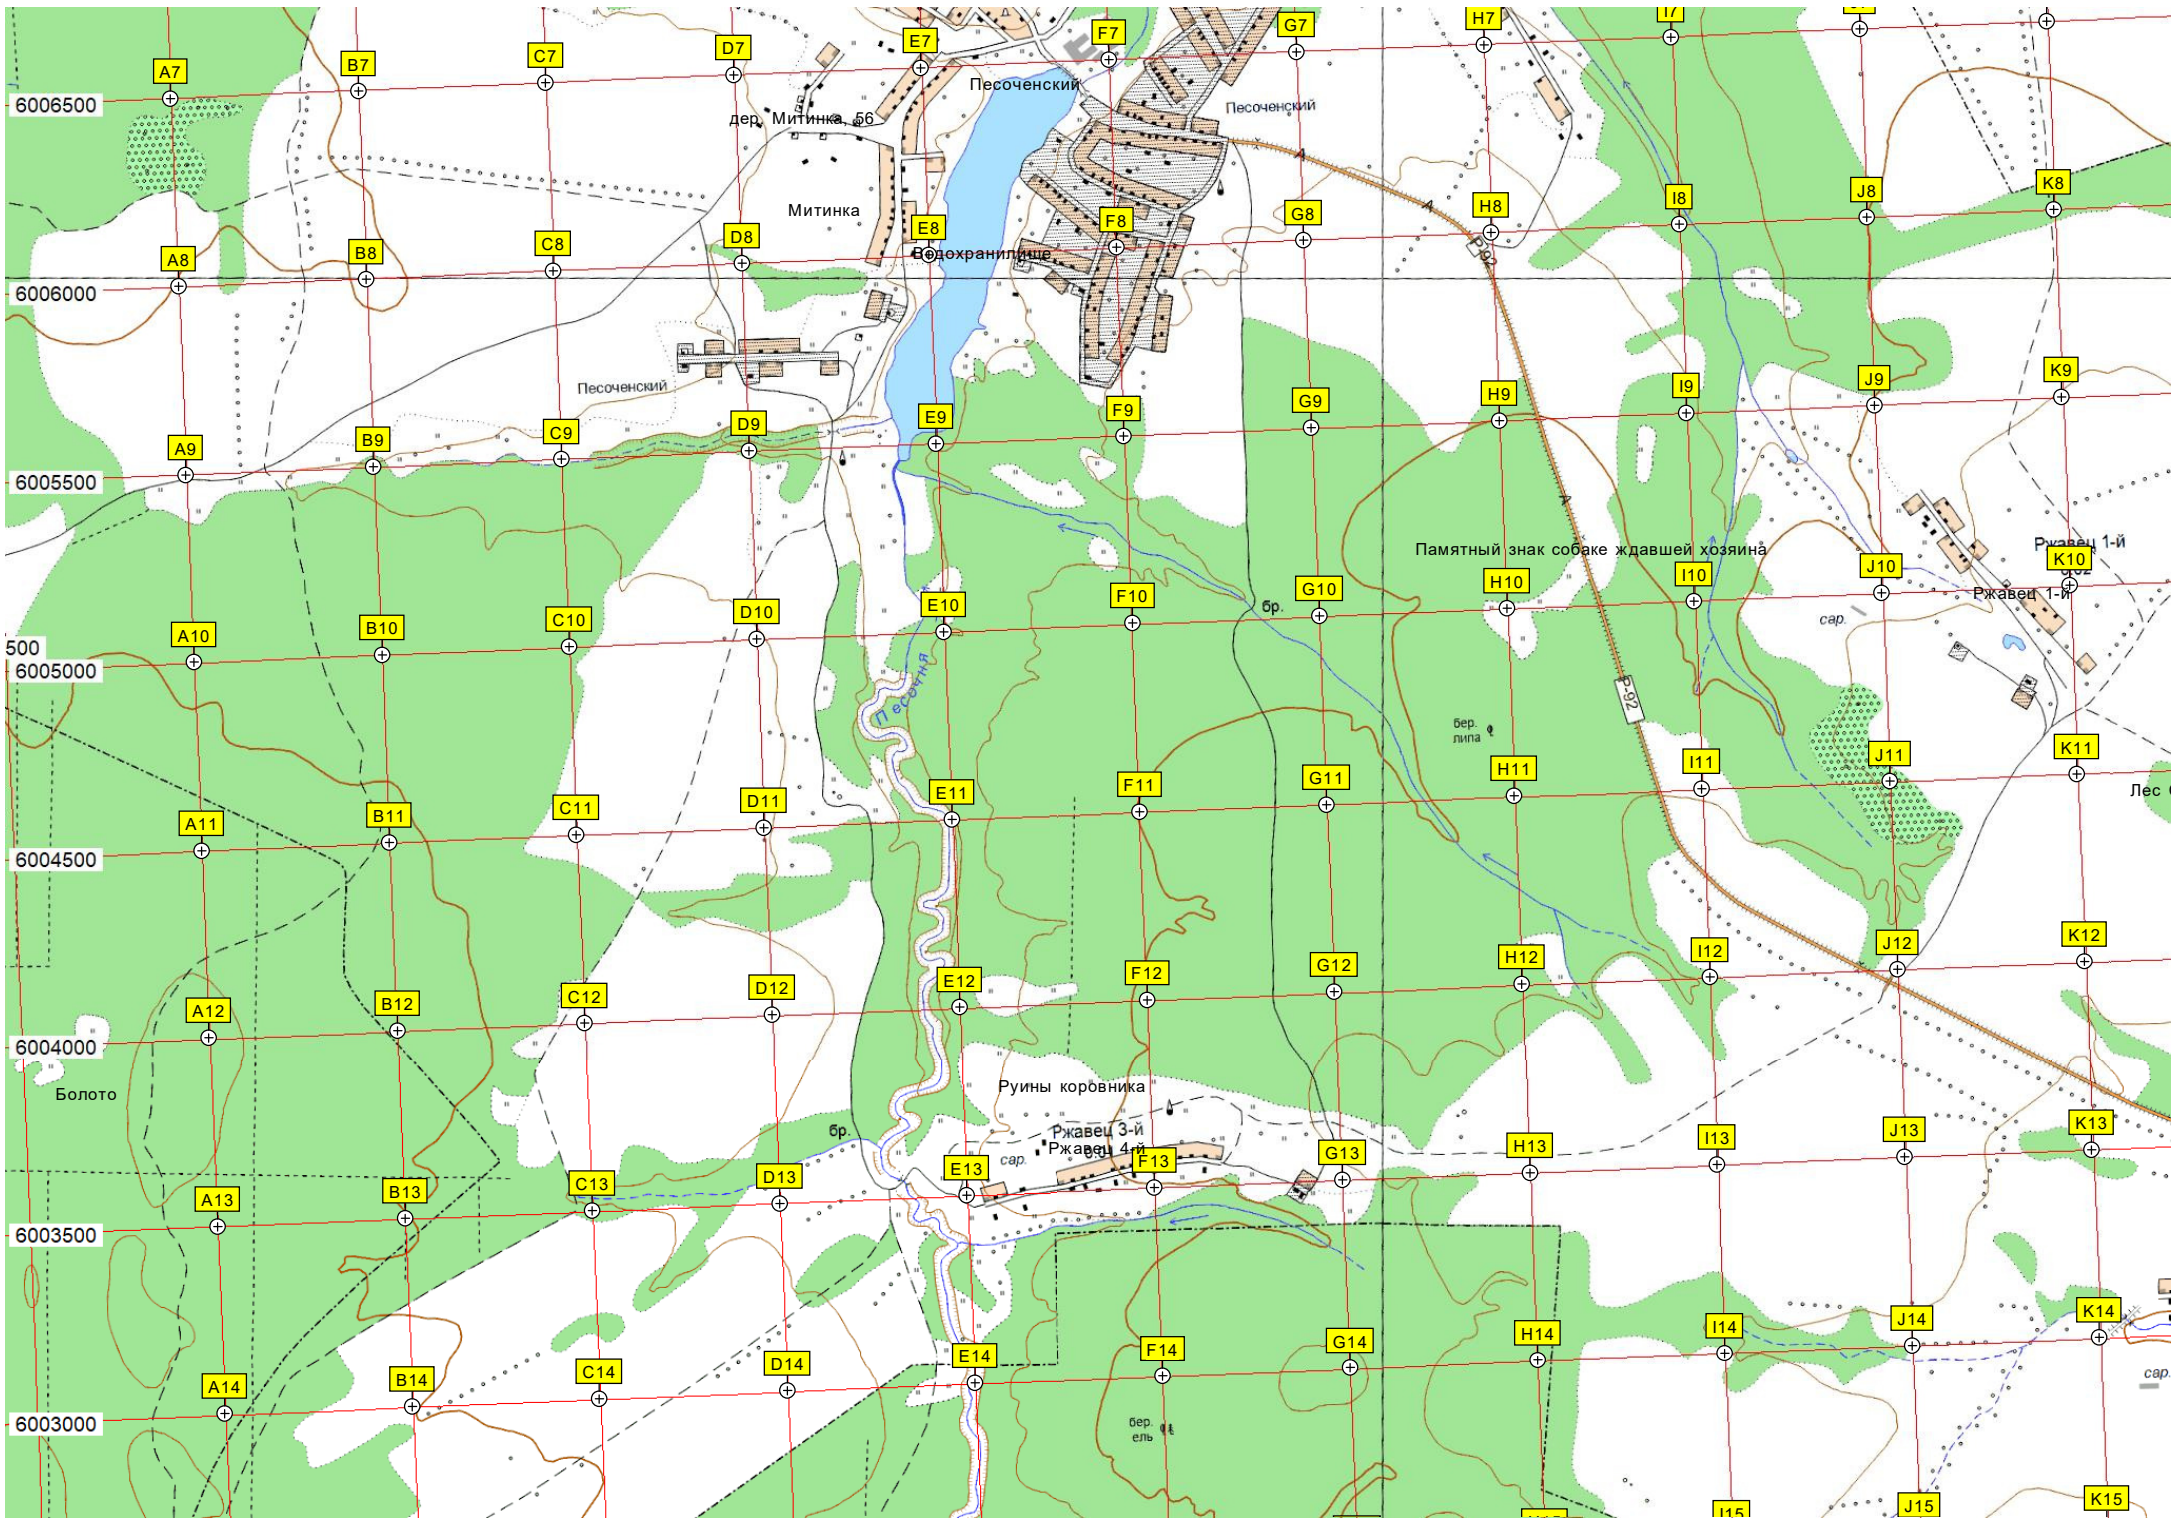 A7
B7
C7
D7
E7
F7
G7
H7
I7
6006500
Песоченский
дер. Митинка, 56
Песоченский
А
Митинка
А
A8
B8
C8
D8
E8
F8
G8
H8
I8
J8
K8
Водохранилище
Р-92
6006000
Песоченский
A9
B9
C9
D9
E9
F9
G9
H9
I9
J9
K9
6005500
А
Памятный знак собаке ждавшей хозяина
Ржавец 1-й
Ржавец 1-й
бр.
сар.
A10
B10
C10
D10
E10
F10
G10
H10
I10
J10
K10
500
6005000
Песочня
Р-92
бер.
липа
A11
B11
C11
D11
E11
F11
G11
H11
I11
J11
K11
Лес
6004500
A12
B12
C12
D12
E12
F12
G12
H12
I12
J12
K12
6004000
Болото
Руины коровника
бр.
Ржавец 3-й
Ржавец 4-й
сар.
A13
B13
C13
D13
E13
F13
G13
H13
I13
J13
K13
6003500
A14
B14
C14
D14
E14
F14
G14
H14
I14
J14
K14
сар.
6003000
бер.
ель
I15
J15
K15